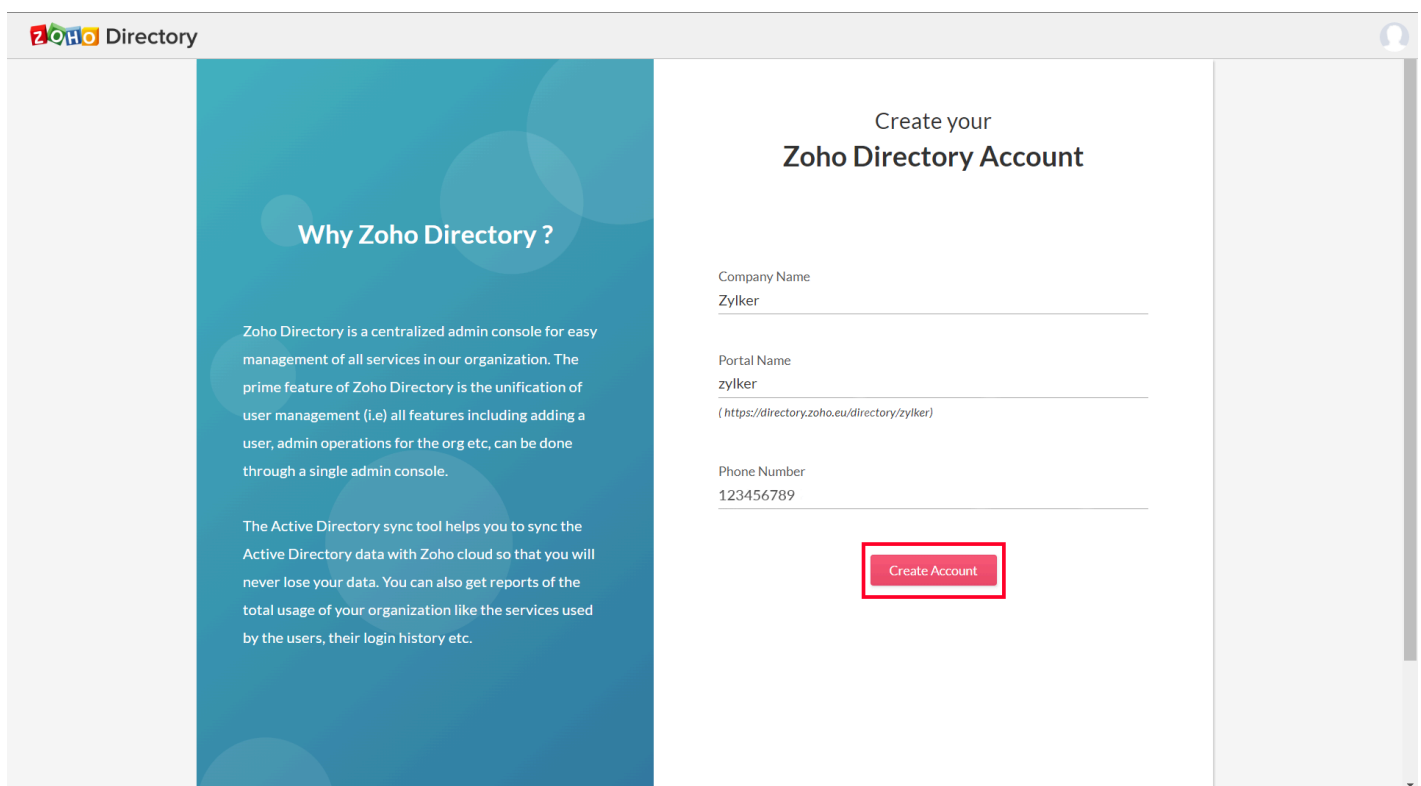 ZOHO Directory
Create your
Zoho Directory Account
Why Zoho Directory ?
Zoho Directory is a centralized admin console for easy
management of all services in our organization. The
prime feature of Zoho Directory is the unification of
user management (i.e) all features including adding a
user, admin operations for the org etc, can be done
through a single admin console.
The Active Directory sync tool helps you to sync the
Active Directory data with Zoho cloud so that you will
never lose your data. You can also get reports of the
total usage of your organization like the services used
by the users, their login history etc.
Company Name
Zylker
Portal Name
zylker
( https://directory.zoho.eu/directory/zylker)
Phone Number
123456789
Create Account